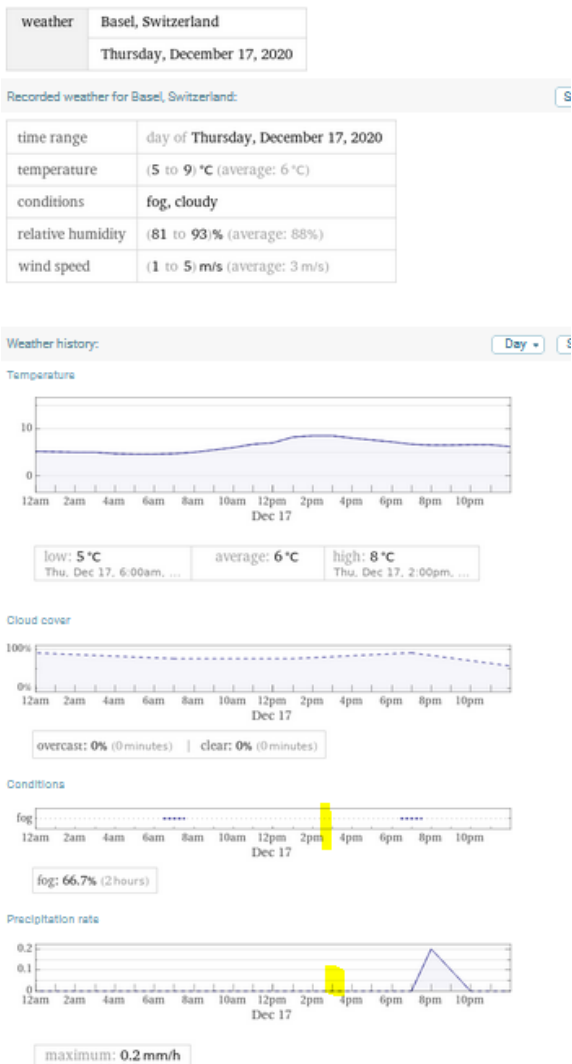 weather Basel, Switzerland
Thursday, December 17, 2020
Recorded weather for Basel, Switzerland:
time range day of Thursday, December 17, 2020
temperature (5 to 9) °C (average: 6 °C)
conditions fog, cloudy
relative humidity (81 to 93)% (average: 88%)
wind speed (1 to 5) m/s (average: 3 m/s)
Weather history: Day
Temperature
10
0
12am 2am 4am 6am 8am 10am 12pm 2pm 4pm 6pm 8pm 10pm
Dec 17
low: 5 °C average: 6 °C high: 8 °C
Thu, Dec 17, 6:00am, ... Thu, Dec 17, 2:00pm, ...
Cloud cover
100%
0%
12am 2am 4am 6am 8am 10am 12pm 2pm 4pm 6pm 8pm 10pm
Dec 17
overcast: 0% (0 minutes) | clear: 0% (0 minutes)
Conditions
fog
12am 2am 4am 6am 8am 10am 12pm 2pm 4pm 6pm 8pm 10pm
Dec 17
fog: 66.7% (2 hours)
Precipitation rate
0.2
0.1
0
12am 2am 4am 6am 8am 10am 12pm 2pm 4pm 6pm 8pm 10pm
Dec 17
maximum: 0.2 mm/h